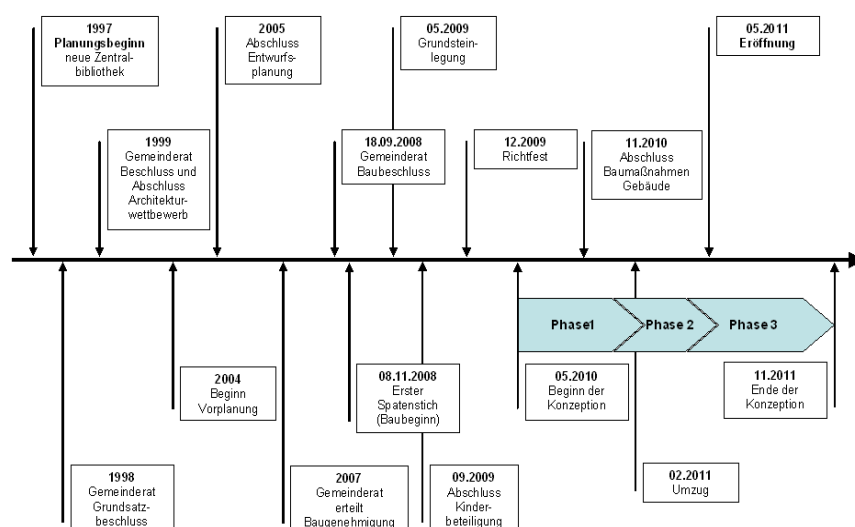 1997
Planungsbeginn
neue Zentral-
bibliothek
2005
Abschluss
Entwurfs-
planung
05.2009
Grundstein-
legung
05.2011
Eröffnung
1999
Gemeinderat
Beschluss und
Abschluss
Architektur-
wettbewerb
18.09.2008
Gemeinderat
Baubeschluss
12.2009
Richtfest
11.2010
Abschluss
Baumaßnahmen
Gebäude
Phase1
Phase 2
Phase 3
2004
Beginn
Vorplanung
08.11.2008
Erster
Spatenstich
(Baubeginn)
05.2010
Beginn der
Konzeption
11.2011
Ende der
Konzeption
1998
Gemeinderat
Grundsatz-
beschluss
2007
Gemeinderat
erteilt
Baugenehmigung
09.2009
Abschluss
Kinder-
beteiligung
02.2011
Umzug